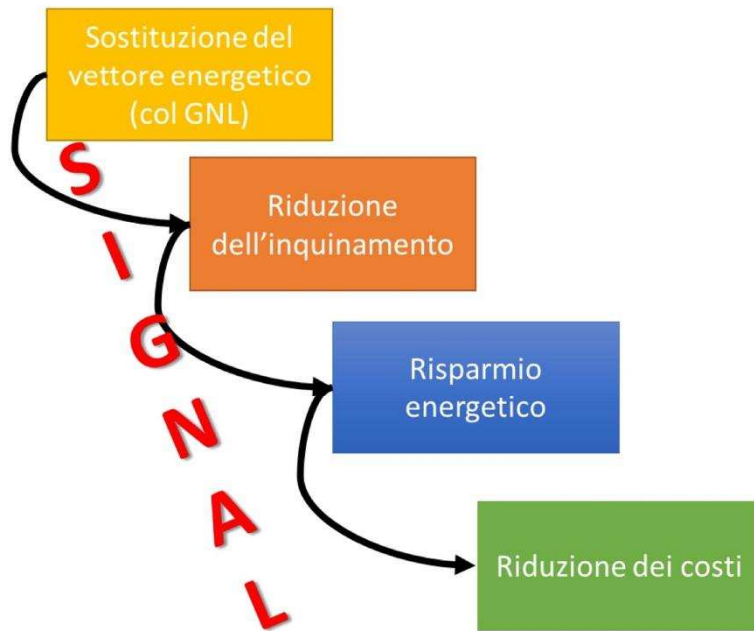 Sostituzione del
vettore energetico
(col GNL)
SIGNAL
Riduzione
dell'inquinamento
Risparmio
energetico
Riduzione dei costi